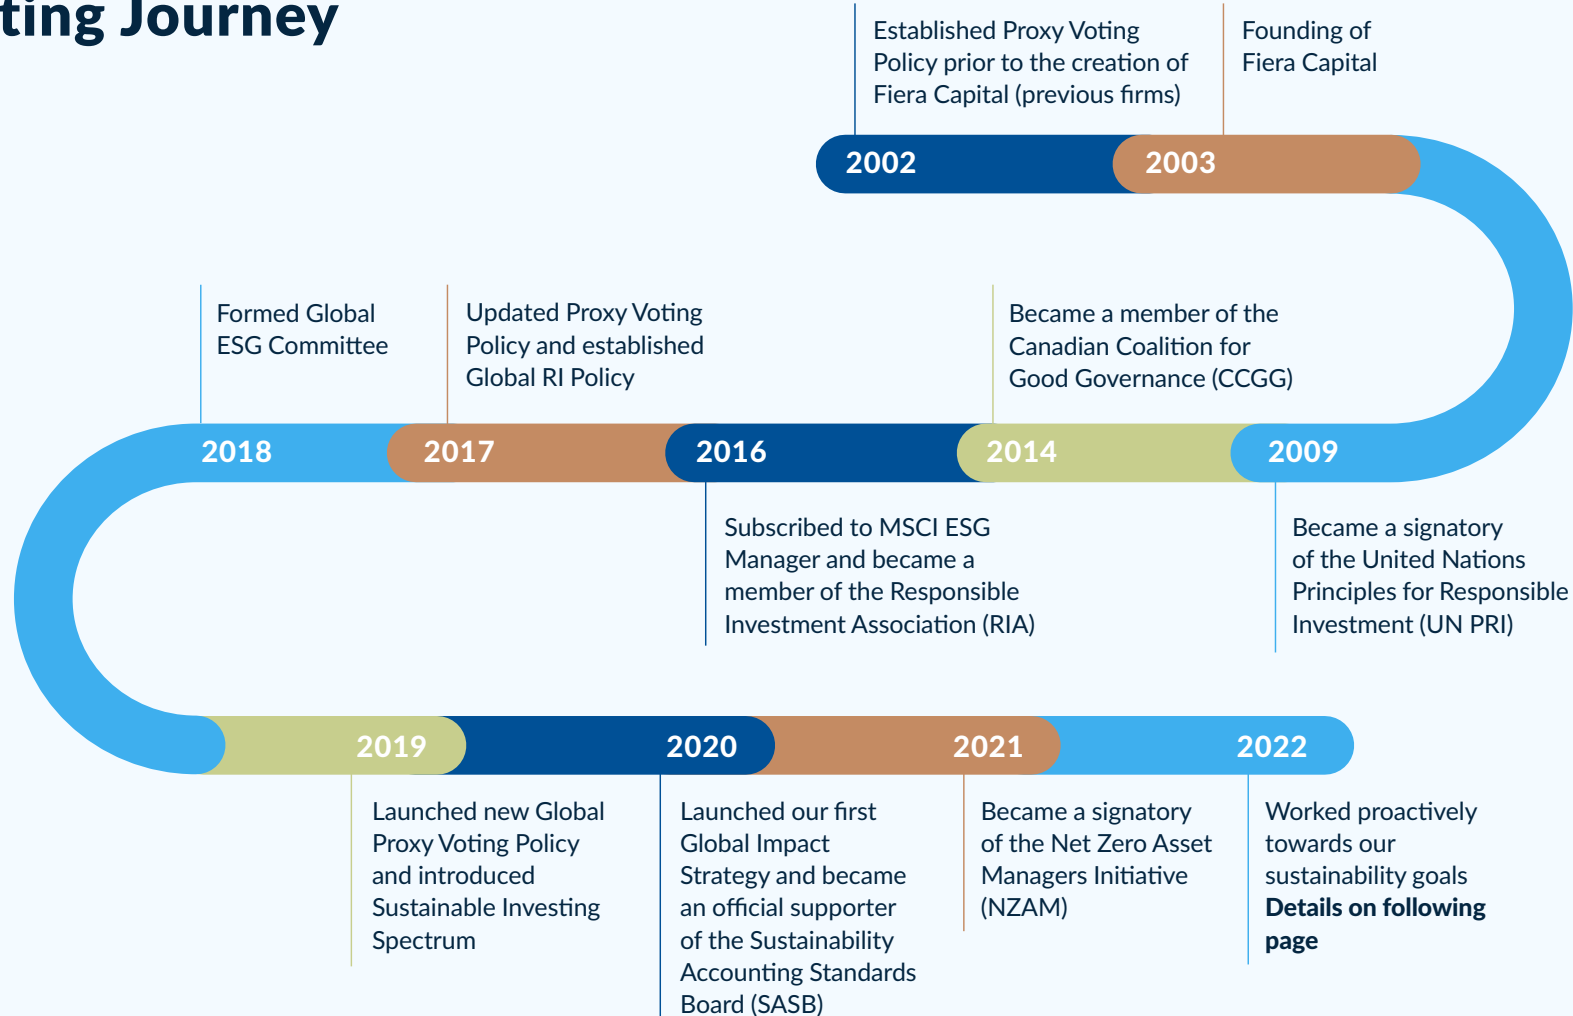 ting Journey
Established Proxy Voting
Policy prior to the creation of
Fiera Capital (previous firms)
Founding of
Fiera Capital
2002
2003
Formed Global
ESG Committee
Updated Proxy Voting
Policy and established
Global RI Policy
Became a member of the
Canadian Coalition for
Good Governance (CCGG)
2018
2017
2016
2014
2009
Subscribed to MSCI ESG
Manager and became a
member of the Responsible
Investment Association (RIA)
Became a signatory
of the United Nations
Principles for Responsible
Investment (UN PRI)
2019
2020
2021
2022
Launched new Global
Proxy Voting Policy
and introduced
Sustainable Investing
Spectrum
Launched our first
Global Impact
Strategy and became
an official supporter
of the Sustainability
Accounting Standards
Board (SASB)
Became a signatory
of the Net Zero Asset
Managers Initiative
(NZAM)
Worked proactively
towards our
sustainability goals
Details on following
page